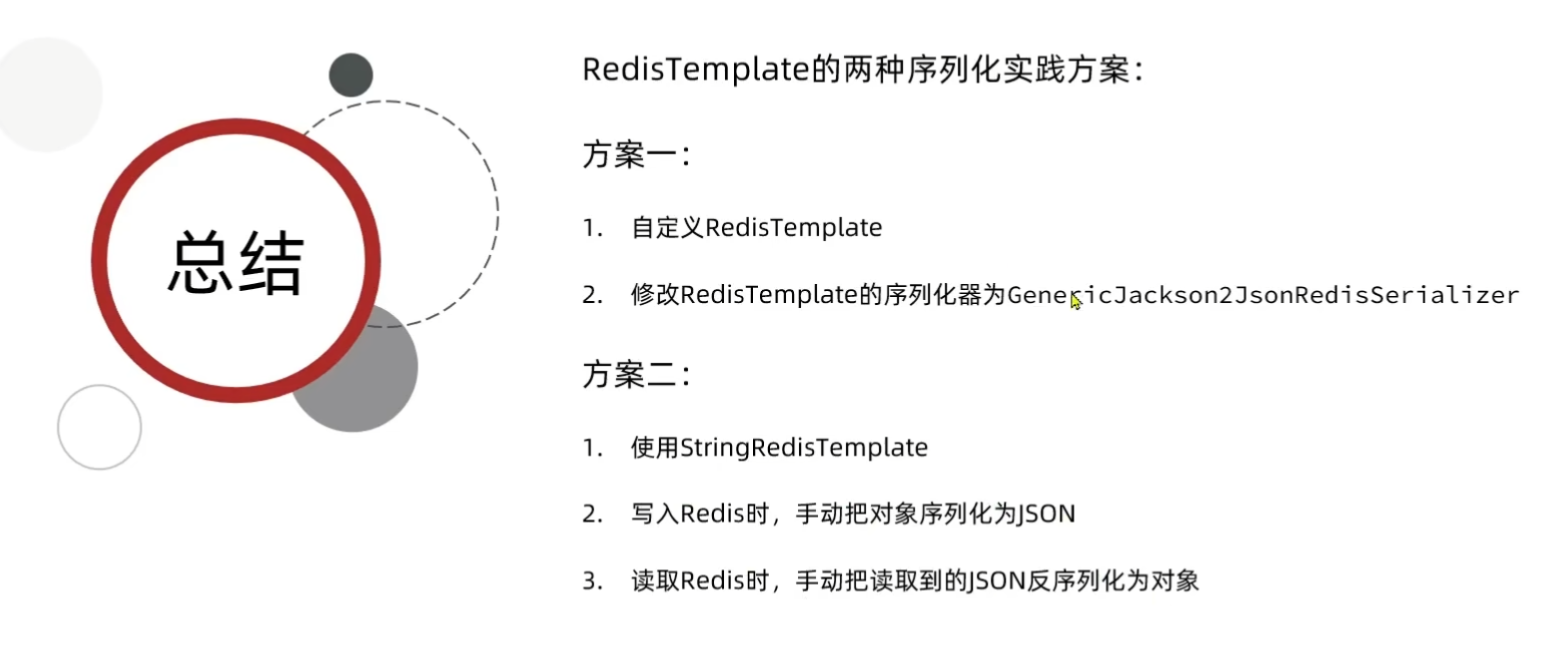 总结
RedisTemplate的两种序列化实践方案：
方案一：
1. 自定义RedisTemplate
2. 修改RedisTemplate的序列化器为GenericJackson2JsonRedisSerializer
方案二：
1. 使用StringRedisTemplate
2. 写入Redis时，手动把对象序列化为JSON
3. 读取Redis时，手动把读取到的JSON反序列化为对象